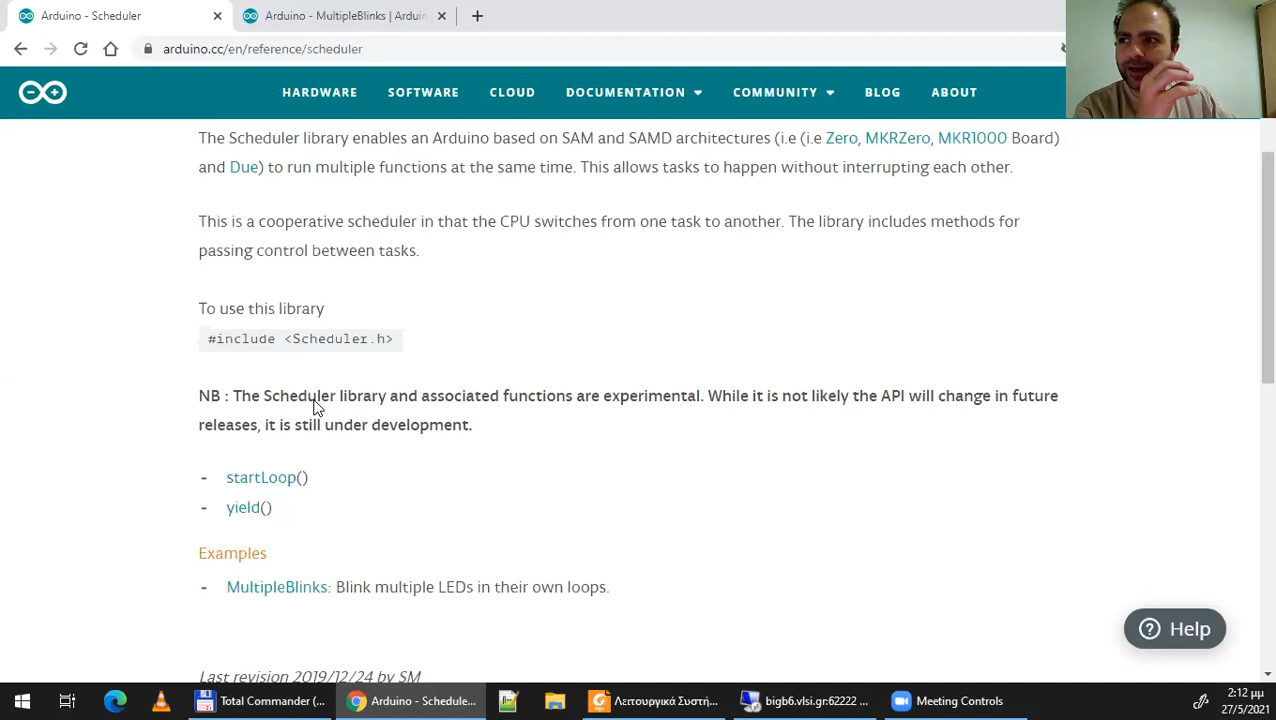 Arduino - Scheduler
Arduino - MultipleBlinks | Arduin
arduino.cc/en/reference/scheduler
HARDWARE SOFTWARE CLOUD DOCUMENTATION COMMUNITY BLOG ABOUT
The Scheduler library enables an Arduino based on SAM and SAMD architectures (i.e (i.e Zero, MKRZero, MKR1000 Board)
and Due) to run multiple functions at the same time. This allows tasks to happen without interrupting each other.
This is a cooperative scheduler in that the CPU switches from one task to another. The library includes methods for
passing control between tasks.
To use this library
#include <Scheduler.h>
NB : The Scheduler library and associated functions are experimental. While it is not likely the API will change in future
releases, it is still under development.
- startLoop()
- yield()
Examples
- MultipleBlinks: Blink multiple LEDs in their own loops.
Help
Last revision 2019/12/24 by SM
Total Commander (...
Arduino - Schedule...
Λειτουργικά Συστή...
bigb6.vlsi.gr:62222 ...
Meeting Controls
2:12 μμ
27/5/2021